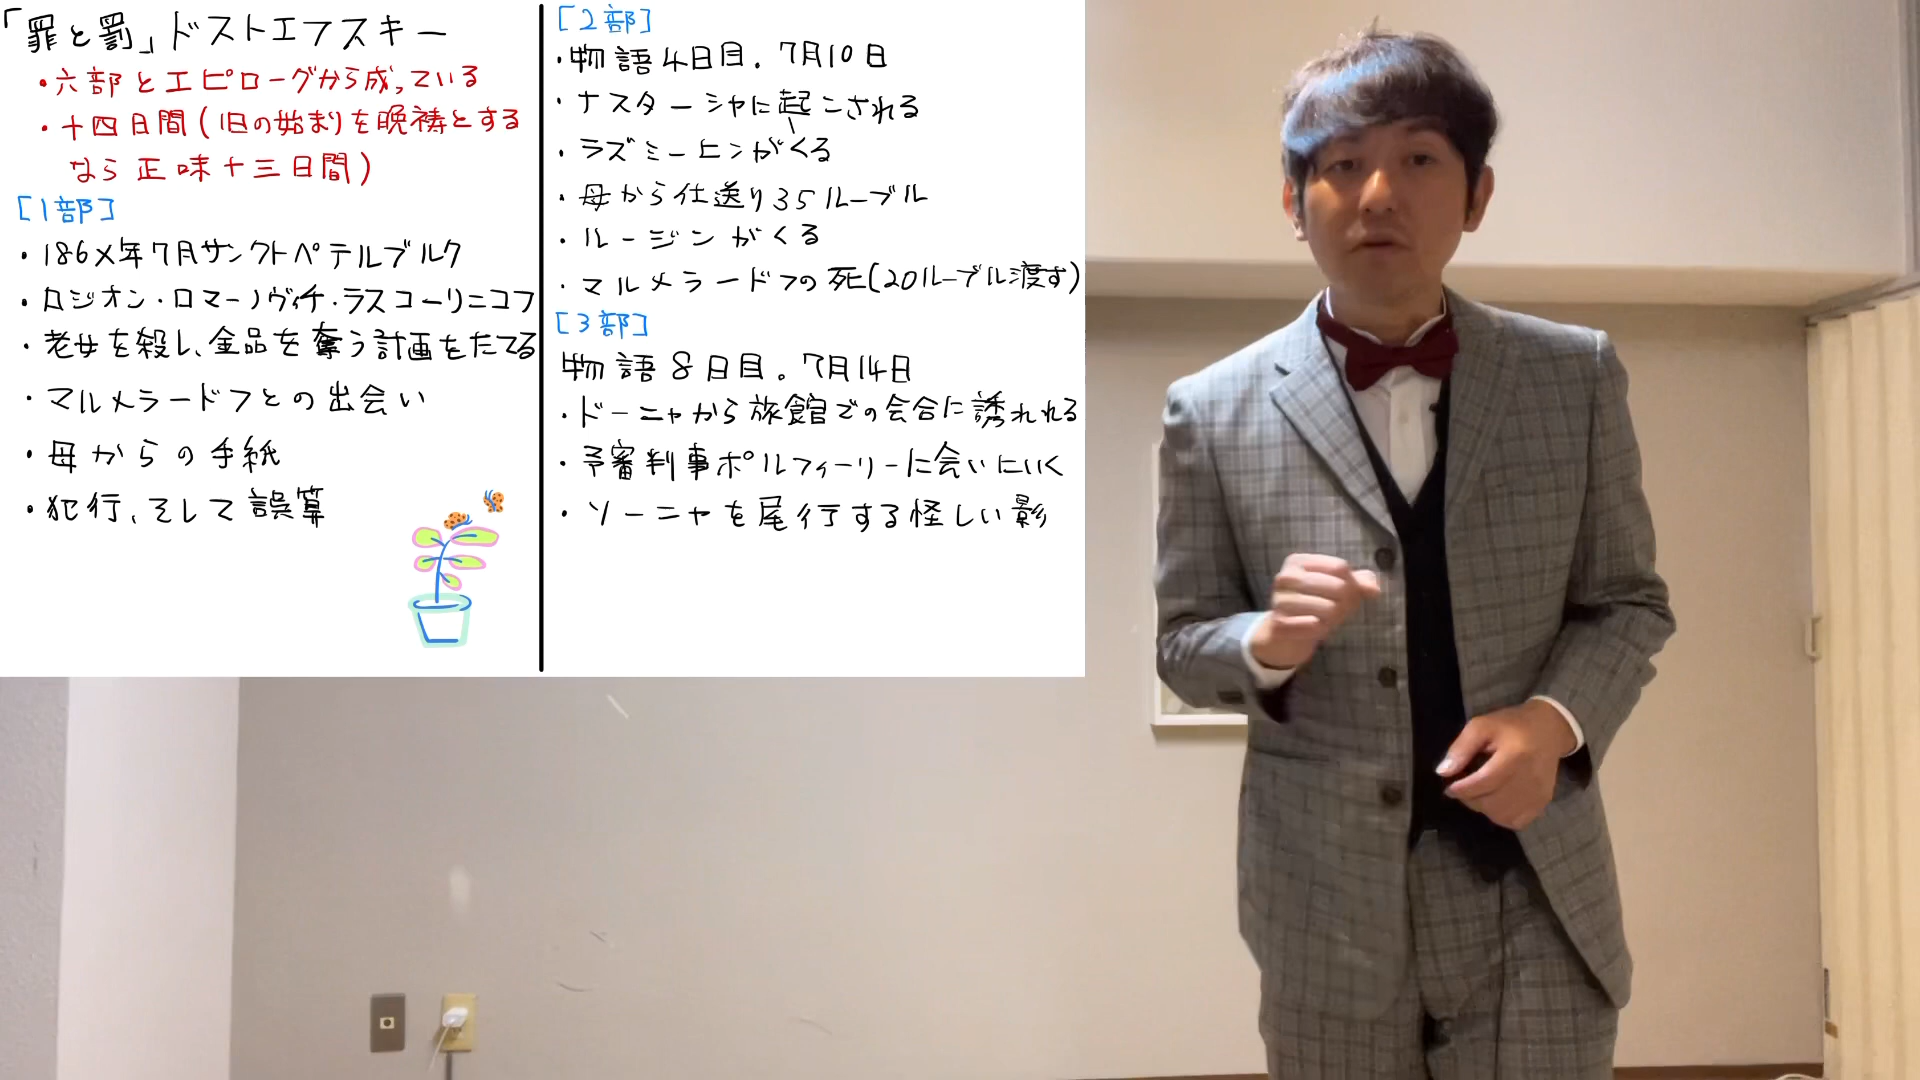 「罪と罰」ドストエフスキー
・六部とエピローグから成っている
・十四日間(旧の始まりを晩祷とする
なら正味十三日間)
[1部]
・186X年7月サンクトペテルブルク
・ロジオン・ロマーノヴィチ・ラスコーリニコフ
・老女を殺し、金品を奪う計画をたてる
・マルメラードフとの出会い
・母からの手紙
・犯行、そして誤算
[2部]
・物語4日目.7月10日
・ナスターシャに起こされる
・ラズミーヒンがくる
・母から仕送り35ルーブル
・ルージンがくる
・マルメラードフの死(20ルーブル渡す)
[3部]
物語8日目。7月14日
・ドーニャから旅館での会合に誘われる
・予審判事ポルフィーリーに会いにいく
・ソーニャを尾行する怪しい影